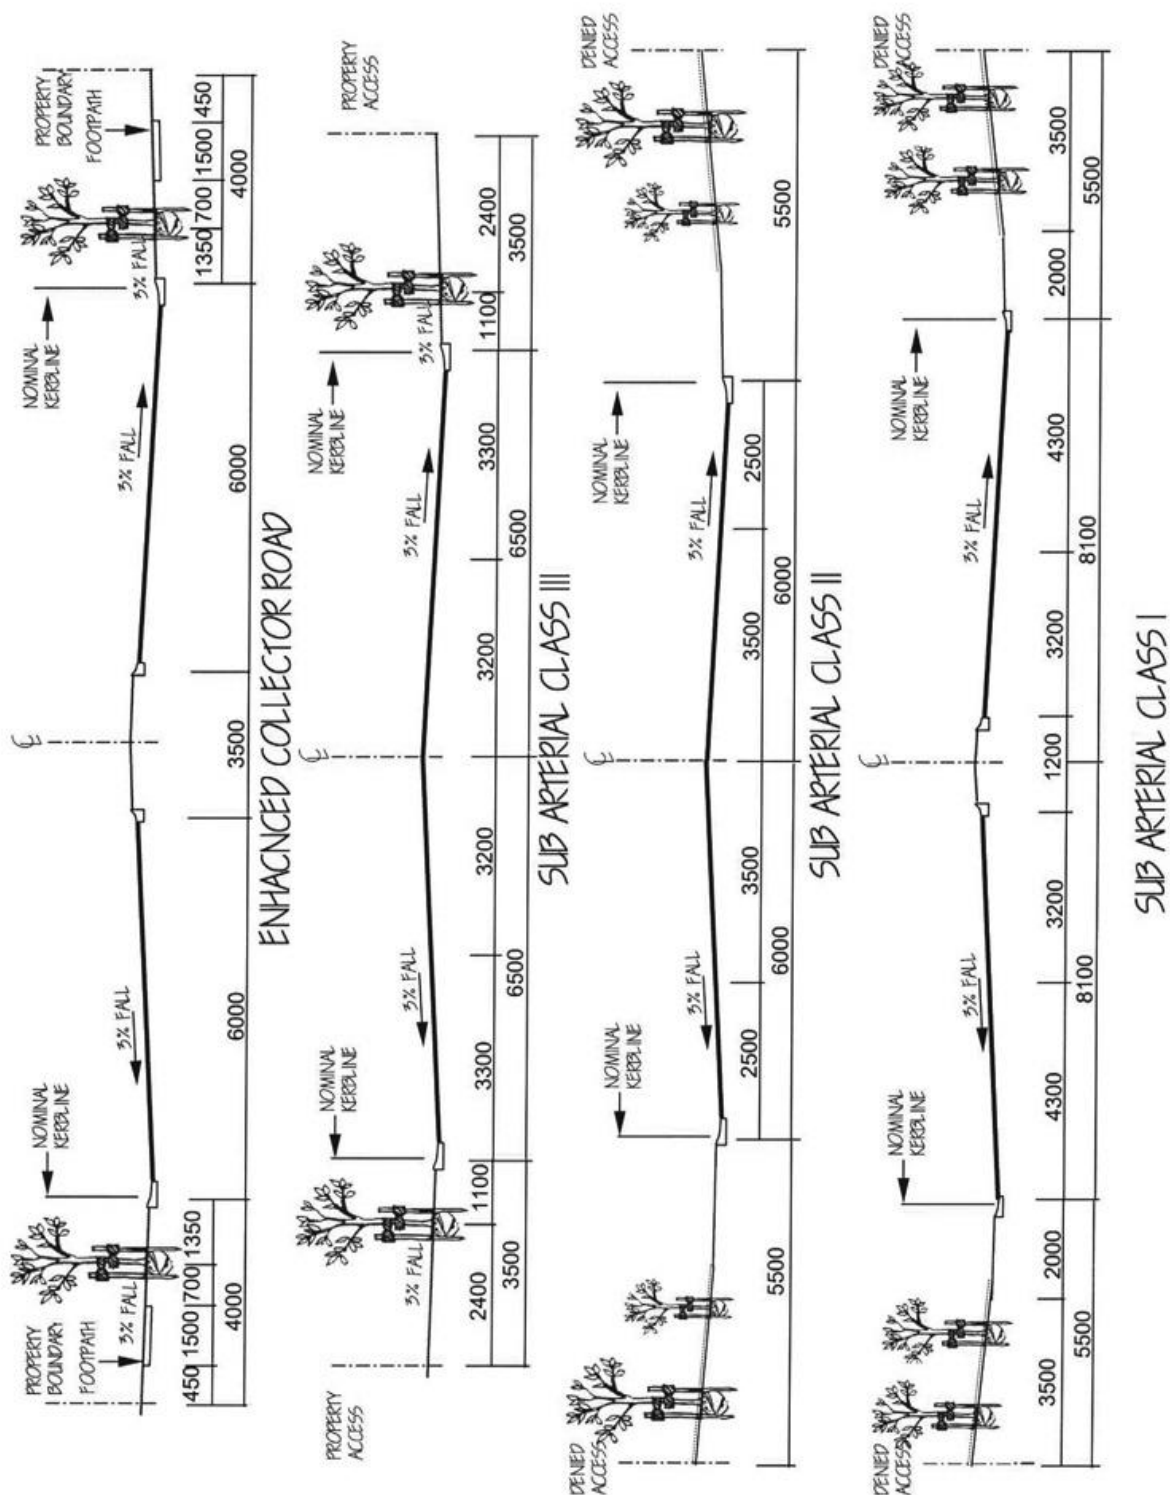 PROPERTY
BOUNDARY
FOOTPATH
3% FALL
NOMINAL
KERBLINE
3% FALL
℄
3% FALL
NOMINAL
KERBLINE
3% FALL
PROPERTY
BOUNDARY
FOOTPATH
450 1500 700 1350 1350 700 1500 450
4000 6000 3500 6000 4000
ENHACNCED COLLECTOR ROAD
PROPERTY
ACCESS
3% FALL
NOMINAL
KERBLINE
3% FALL
℄
3% FALL
NOMINAL
KERBLINE
3% FALL
PROPERTY
ACCESS
2400 1100 3300 3200 3200 3300 1100 2400
3500 6500 6500 3500
SUB ARTERIAL CLASS III
DENIED
ACCESS
NOMINAL
KERBLINE
3% FALL
℄
3% FALL
NOMINAL
KERBLINE
DENIED
ACCESS
2500 3500 3500 2500
5500 6000 6000 5500
SUB ARTERIAL CLASS II
DENIED
ACCESS
NOMINAL
KERBLINE
3% FALL
℄
3% FALL
NOMINAL
KERBLINE
DENIED
ACCESS
3500 2000 4300 3200 1200 3200 4300 2000 3500
5500 8100 8100 5500
SUB ARTERIAL CLASS I